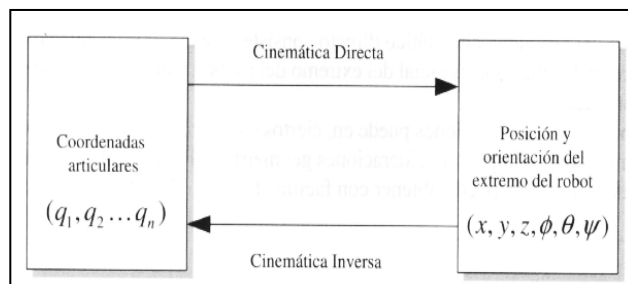 Cinemática Directa
Coordenadas
articulares
(q₁, q₂ ... qₙ)
Posición y
orientación del
extremo del robot
(x, y, z, ϕ, θ, ψ)
Cinemática Inversa